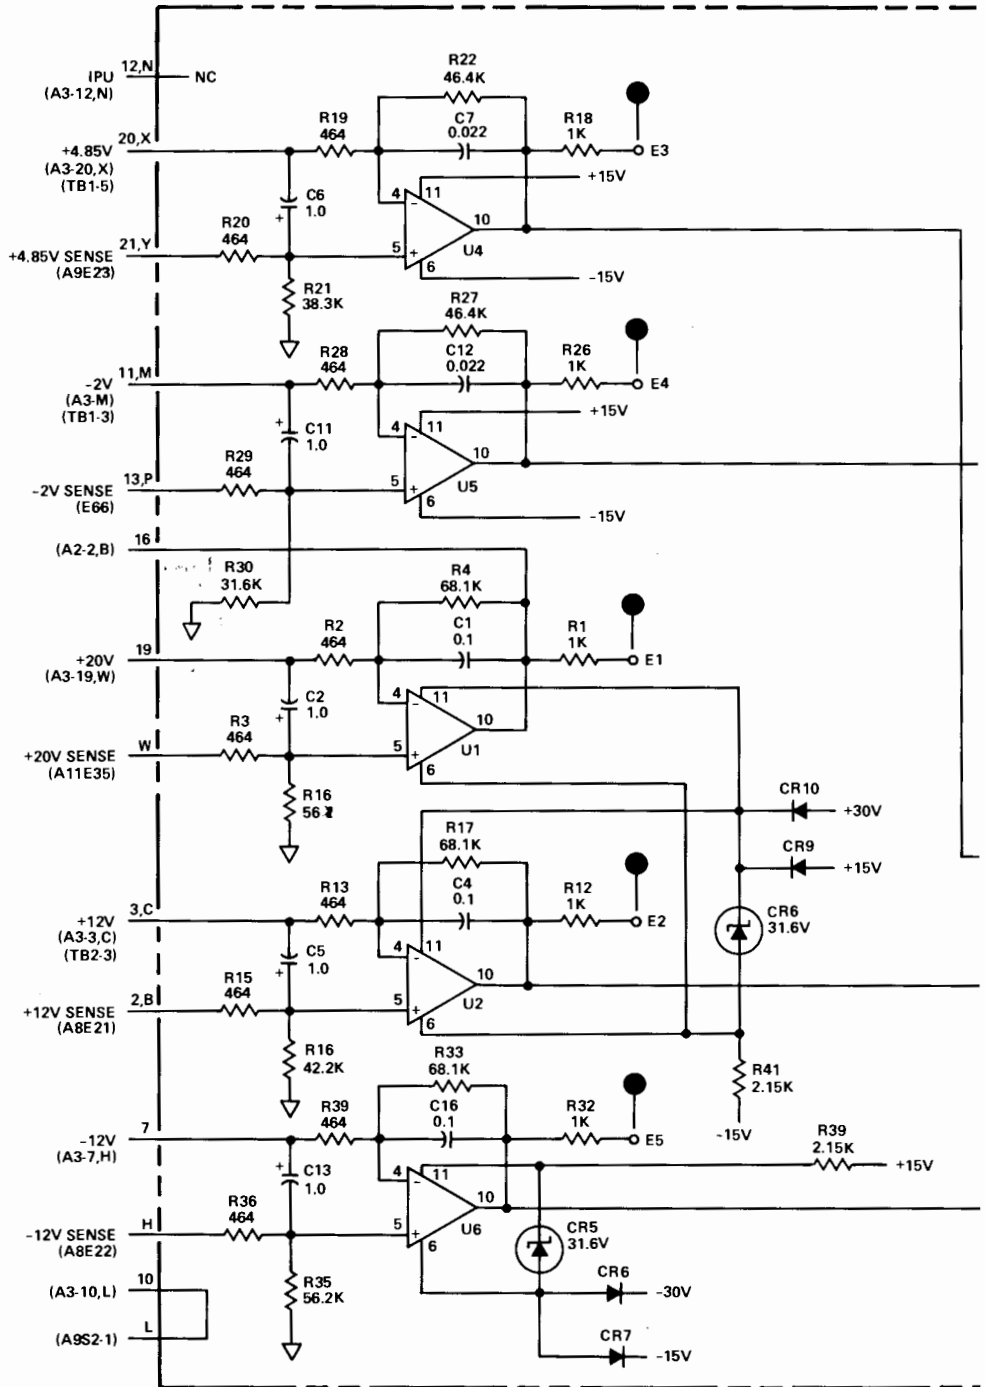 R22
46.4K
12,N
IPU
NC
(A3-12,N)
R19
464
C7
0.022
R18
1K
20,X
+4.85V
E3
(A3-20,X)
(TB1-5)
+15V
4
11
C6
1.0
+
-
10
R20
464
U4
21,Y
+4.85V SENSE
5
+
(A9E23)
6
-15V
R21
38.3K
R27
46.4K
R28
464
C12
0.022
R26
1K
11,M
-2V
E4
(A3-M)
(TB1-3)
+15V
+
4
11
C11
1.0
-
10
R29
464
U5
13,P
-2V SENSE
5
+
(E66)
6
-15V
16
(A2-2,B)
R30
31.6K
R4
68.1K
R2
464
C1
0.1
R1
1K
19
+20V
E1
(A3-19,W)
4
11
C2
1.0
+
-
10
R3
464
U1
W
+20V SENSE
5
+
(A11E35)
6
R16
CR10
+30V
R17
68.1K
CR9
+15V
R13
464
C4
0.1
R12
1K
3,C
+12V
E2
(A3-3,C)
(TB2-3)
CR6
31.6V
4
11
C5
1.0
+
-
10
R15
464
U2
2,B
+12V SENSE
5
+
(A8E21)
6
R16
42.2K
R33
68.1K
R41
2.15K
-15V
R39
464
C16
0.1
R32
1K
7
-12V
E5
(A3-7,H)
R39
2.15K
+15V
+
4
11
C13
1.0
-
10
R36
464
U6
H
-12V SENSE
5
+
(A8E22)
6
CR5
31.6V
10
(A3-10,L)
R35
56.2K
CR6
-30V
L
(A9S2-1)
CR7
-15V